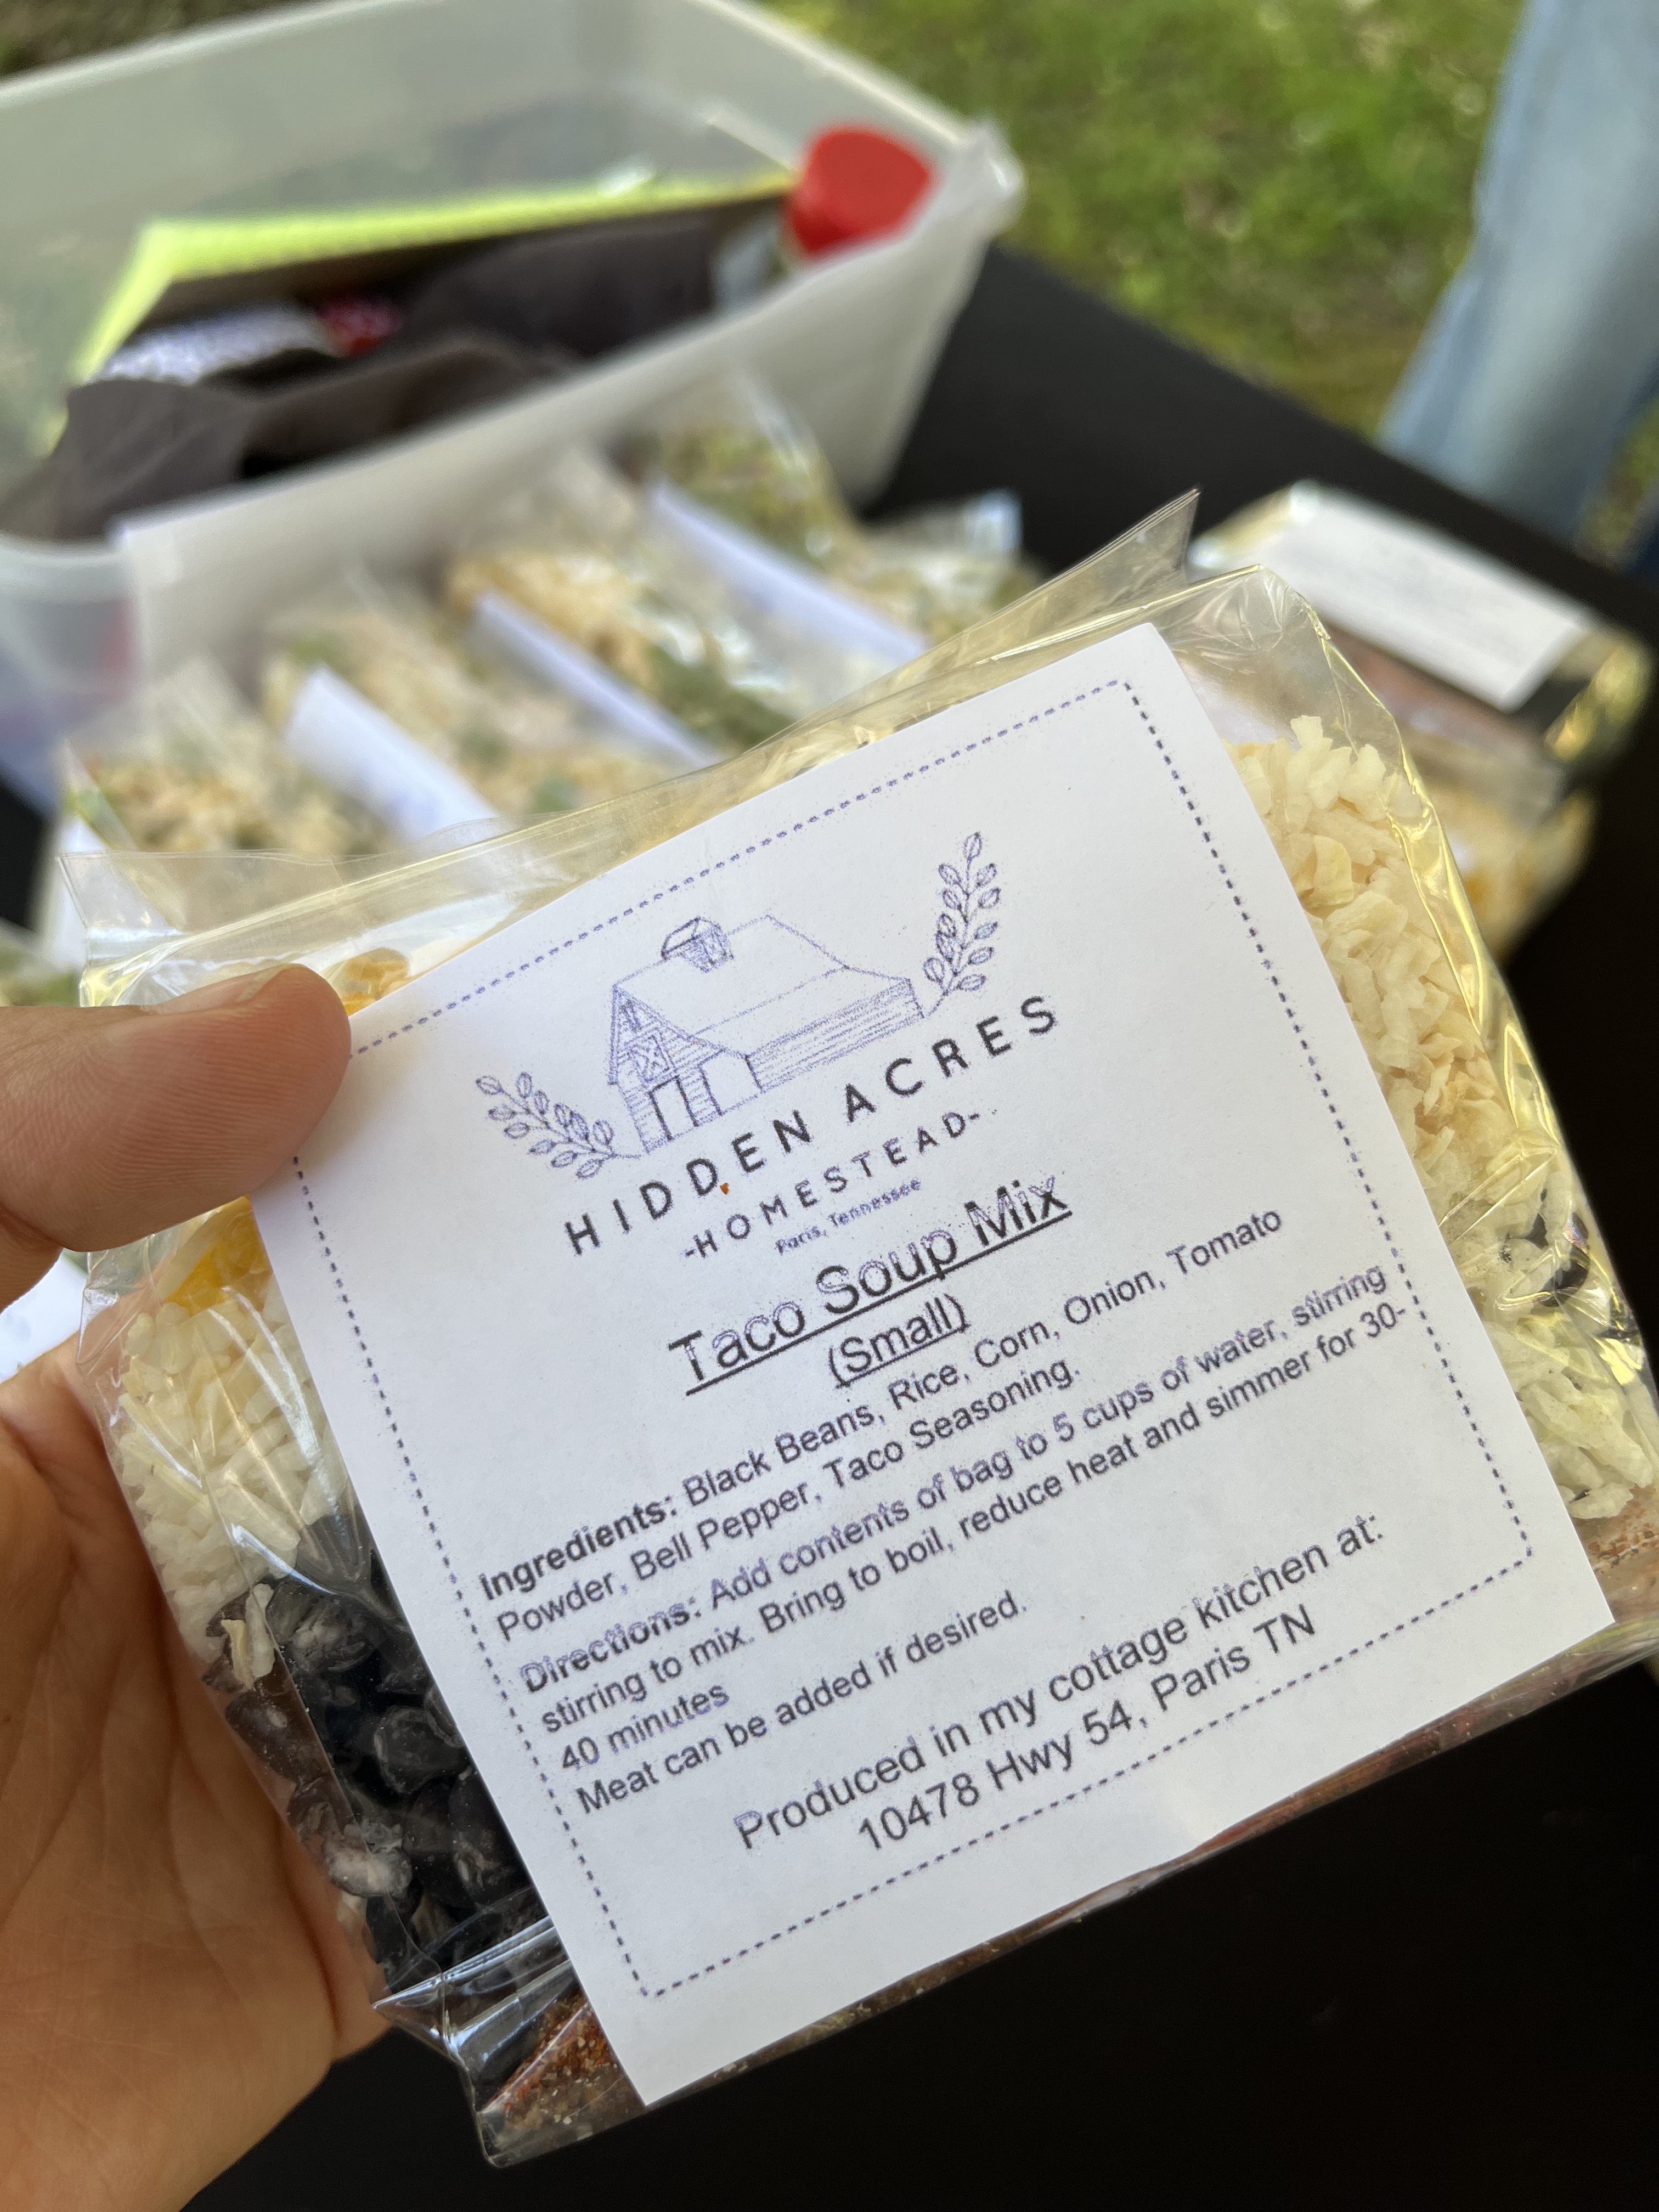 HIDDEN ACRES
-HOMESTEAD-
Paris, Tennessee
Taco Soup Mix
(Small)
Ingredients: Black Beans, Rice, Corn, Onion, Tomato
Powder, Bell Pepper, Taco Seasoning.
Directions: Add contents of bag to 5 cups of water, stirring
stirring to mix. Bring to boil, reduce heat and simmer for 30-
40 minutes
Meat can be added if desired.
Produced in my cottage kitchen at:
10478 Hwy 54, Paris TN